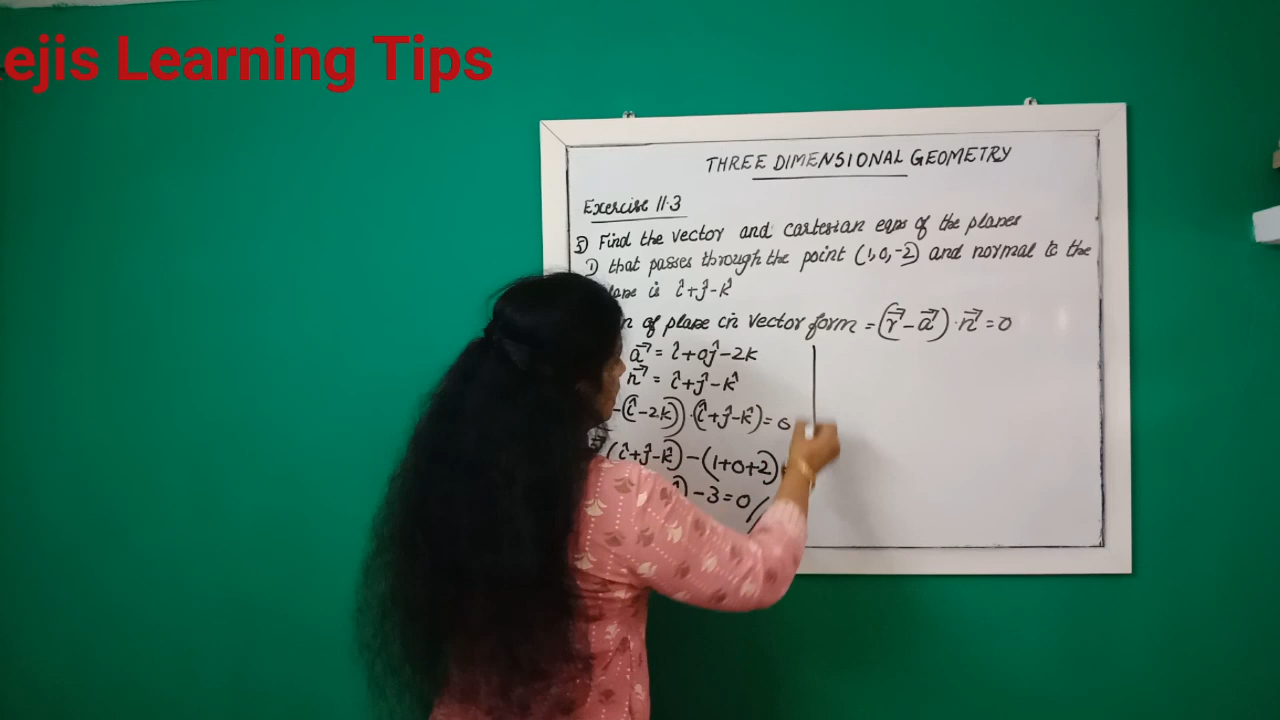 ejis Learning Tips
THREE DIMENSIONAL GEOMETRY
Exercise 11.3
5) Find the vector and cartesian eqns of the planes
1) that passes through the point (1,0,-2) and normal to the
is î+ĵ-k̂
of plane in vector form = (r⃗ - a⃗)·n⃗ = 0
a⃗ = î+0ĵ-2k
n⃗ = î+ĵ-k̂
-(î-2k))·(î+ĵ-k̂)=0
(î+ĵ-k̂) -(1+0+2)
) -3=0